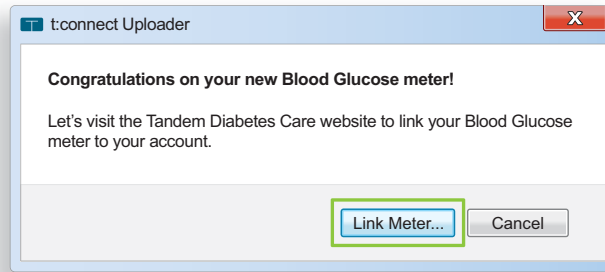 t:connect Uploader
X
Congratulations on your new Blood Glucose meter!
Let’s visit the Tandem Diabetes Care website to link your Blood Glucose
meter to your account.
Link Meter...
Cancel